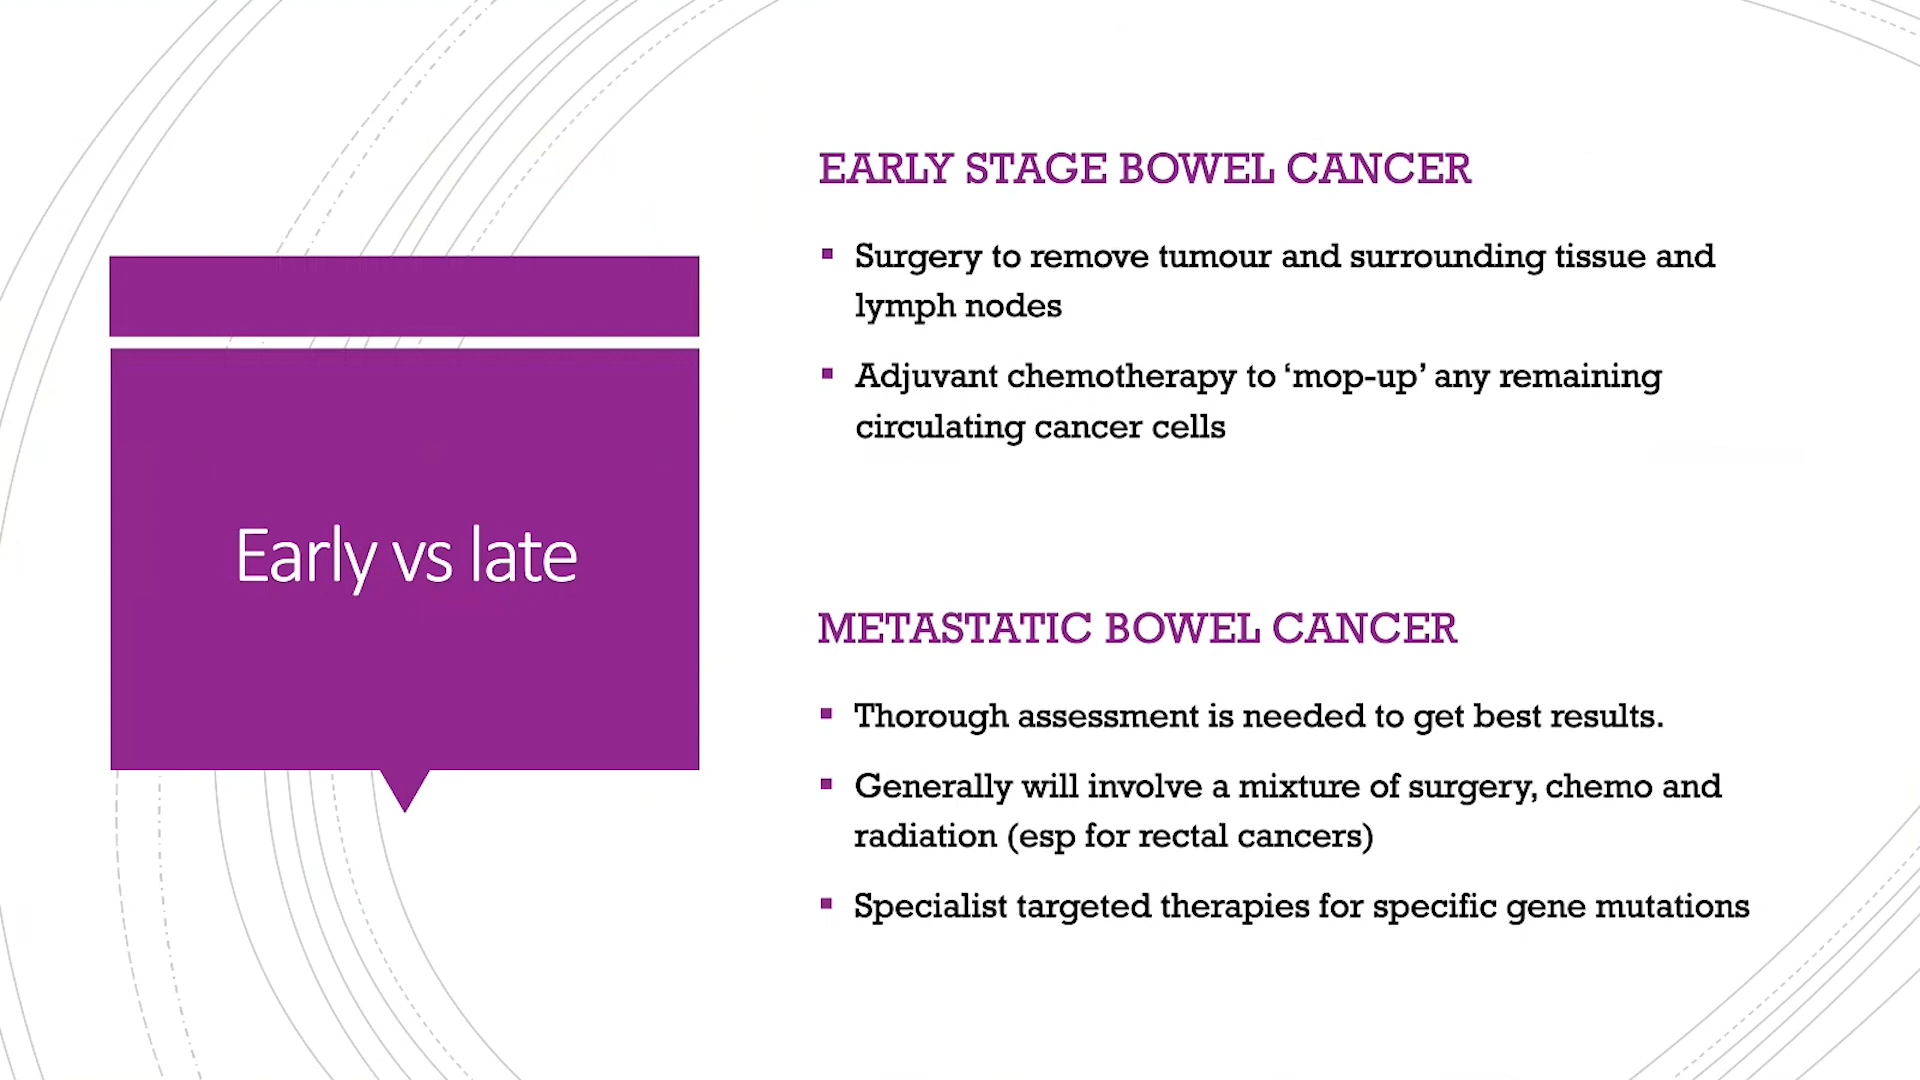 Early vs late
EARLY STAGE BOWEL CANCER
Surgery to remove tumour and surrounding tissue and
lymph nodes
Adjuvant chemotherapy to ‘mop-up’ any remaining
circulating cancer cells
METASTATIC BOWEL CANCER
Thorough assessment is needed to get best results.
Generally will involve a mixture of surgery, chemo and
radiation (esp for rectal cancers)
Specialist targeted therapies for specific gene mutations